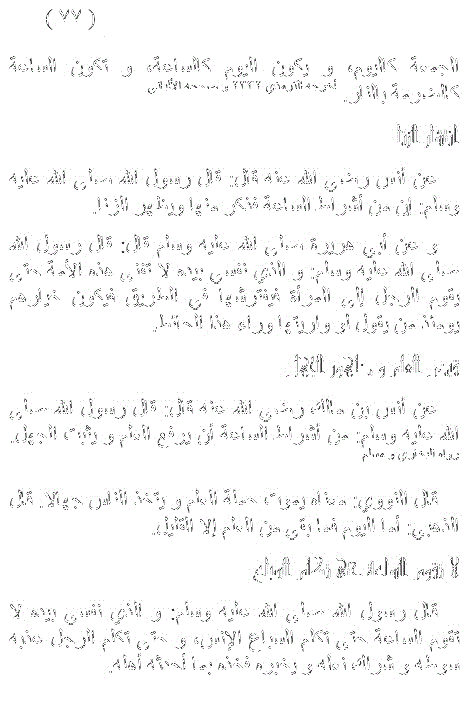 ( ٧٧ )
الجمعة كاليوم، و يكون اليوم كالساعة، و تكون الساعة
كالضرمة بالنار. اخرجه الترمذي ٢٣٣٢ و صححه الألباني
إظهار الزنا
عن أنس رضي الله عنه قال: قال رسول الله صلى الله عليه
وسلم: إن من أشراط الساعة فذكر منها ويظهر الزنا.
و عن أبي هريرة صلى الله عليه وسلم قال: قال رسول الله
صلى الله عليه وسلم: و الذي نفسي بيده لا تفنى هذه الأمة حتى
يقوم الرجل إلى المرأة فيفترشها في الطريق فيكون خيارهم
يومئذ من يقول لو واريتها وراء هذا الحائط.
العلم و ظهور الجهل
عن أنس بن مالك رضي الله عنه قال: قال رسول الله صلى
الله عليه وسلم: من أشراط الساعة أن يرفع العلم و يثبت الجهل.
رواه البخاري و مسلم
قال النووي: معناه يموت حملة العلم و يتخذ الناس جهالا. قال
الذهبي: أما اليوم فما بقي من العلم إلا القليل.
لا تقوم الساعة حتى تكلم السباع
قال رسول الله صلى الله عليه وسلم: و الذي نفسي بيده لا
تقوم الساعة حتى تكلم السباع الإنس، و حتى تكلم الرجل عذبه
سوطه و شراك نعله و يخبره فخذه بما أحدثه أهله.